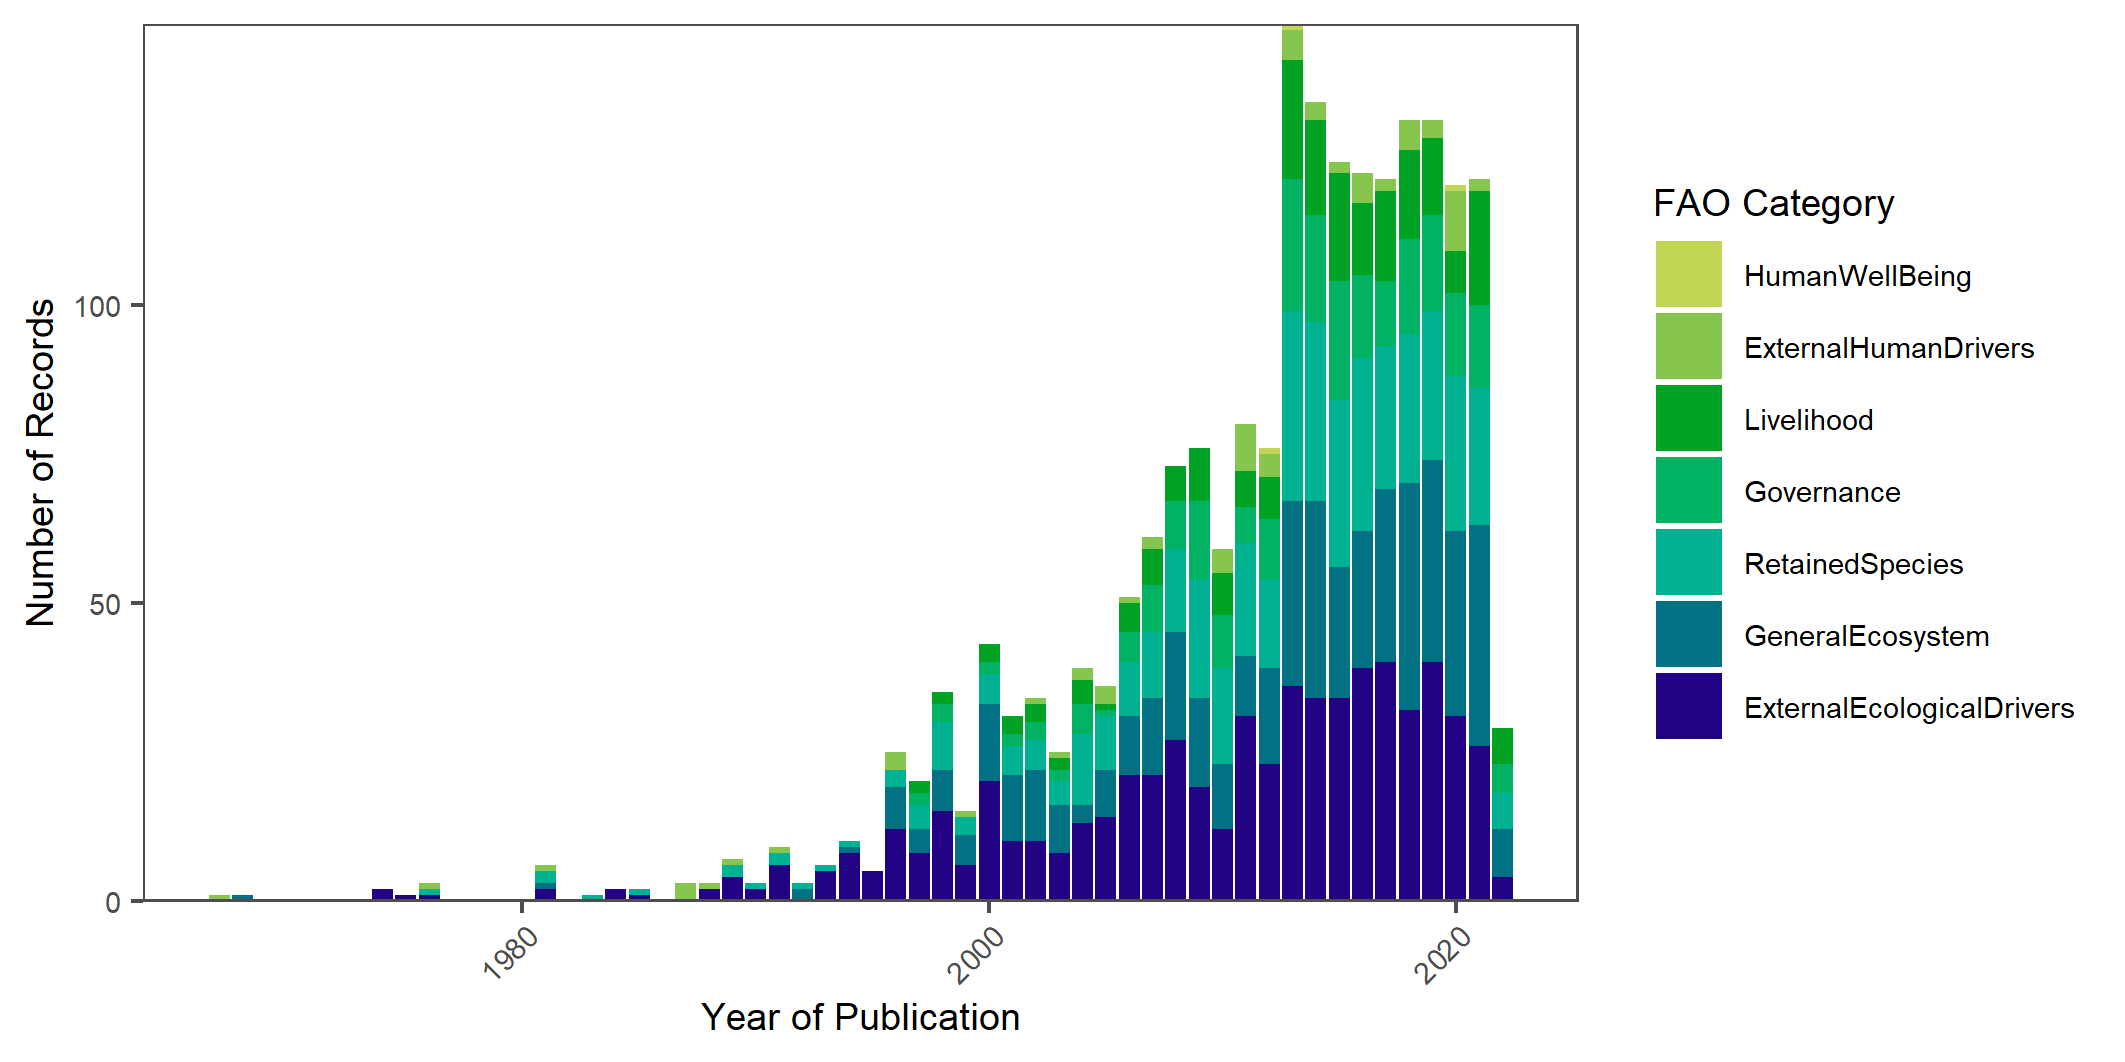 Number of Records
100
50
0
1980
2000
2020
Year of Publication
FAO Category
HumanWellBeing
ExternalHumanDrivers
Livelihood
Governance
RetainedSpecies
GeneralEcosystem
ExternalEcologicalDrivers